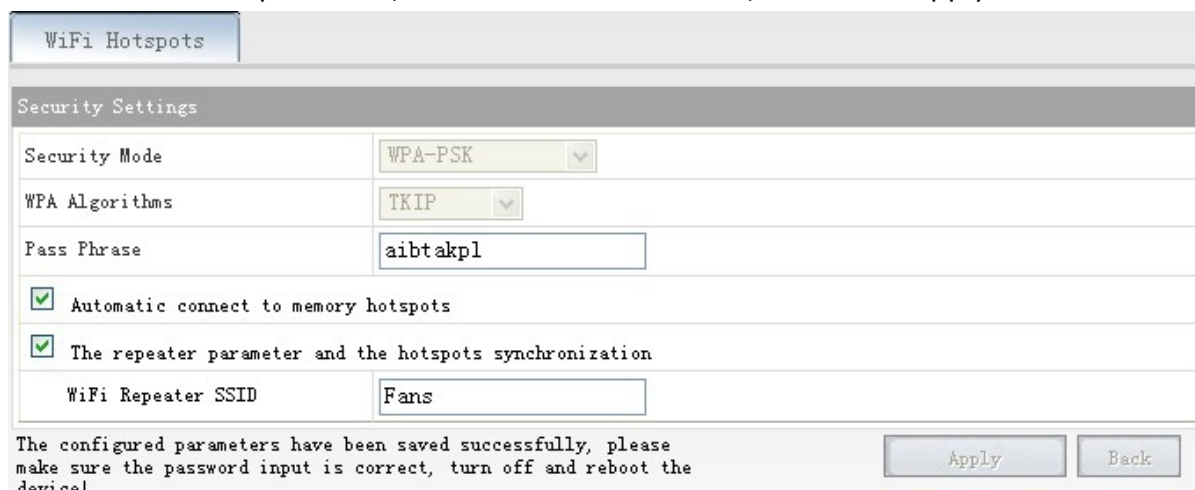 WiFi Hotspots
Security Settings
Security Mode WPA-PSK
WPA Algorithms TKIP
Pass Phrase aibtakpl
Automatic connect to memory hotspots
The repeater parameter and the hotspots synchronization
WiFi Repeater SSID Fans
The configured parameters have been saved successfully, please
make sure the password input is correct, turn off and reboot the
device!
Apply Back